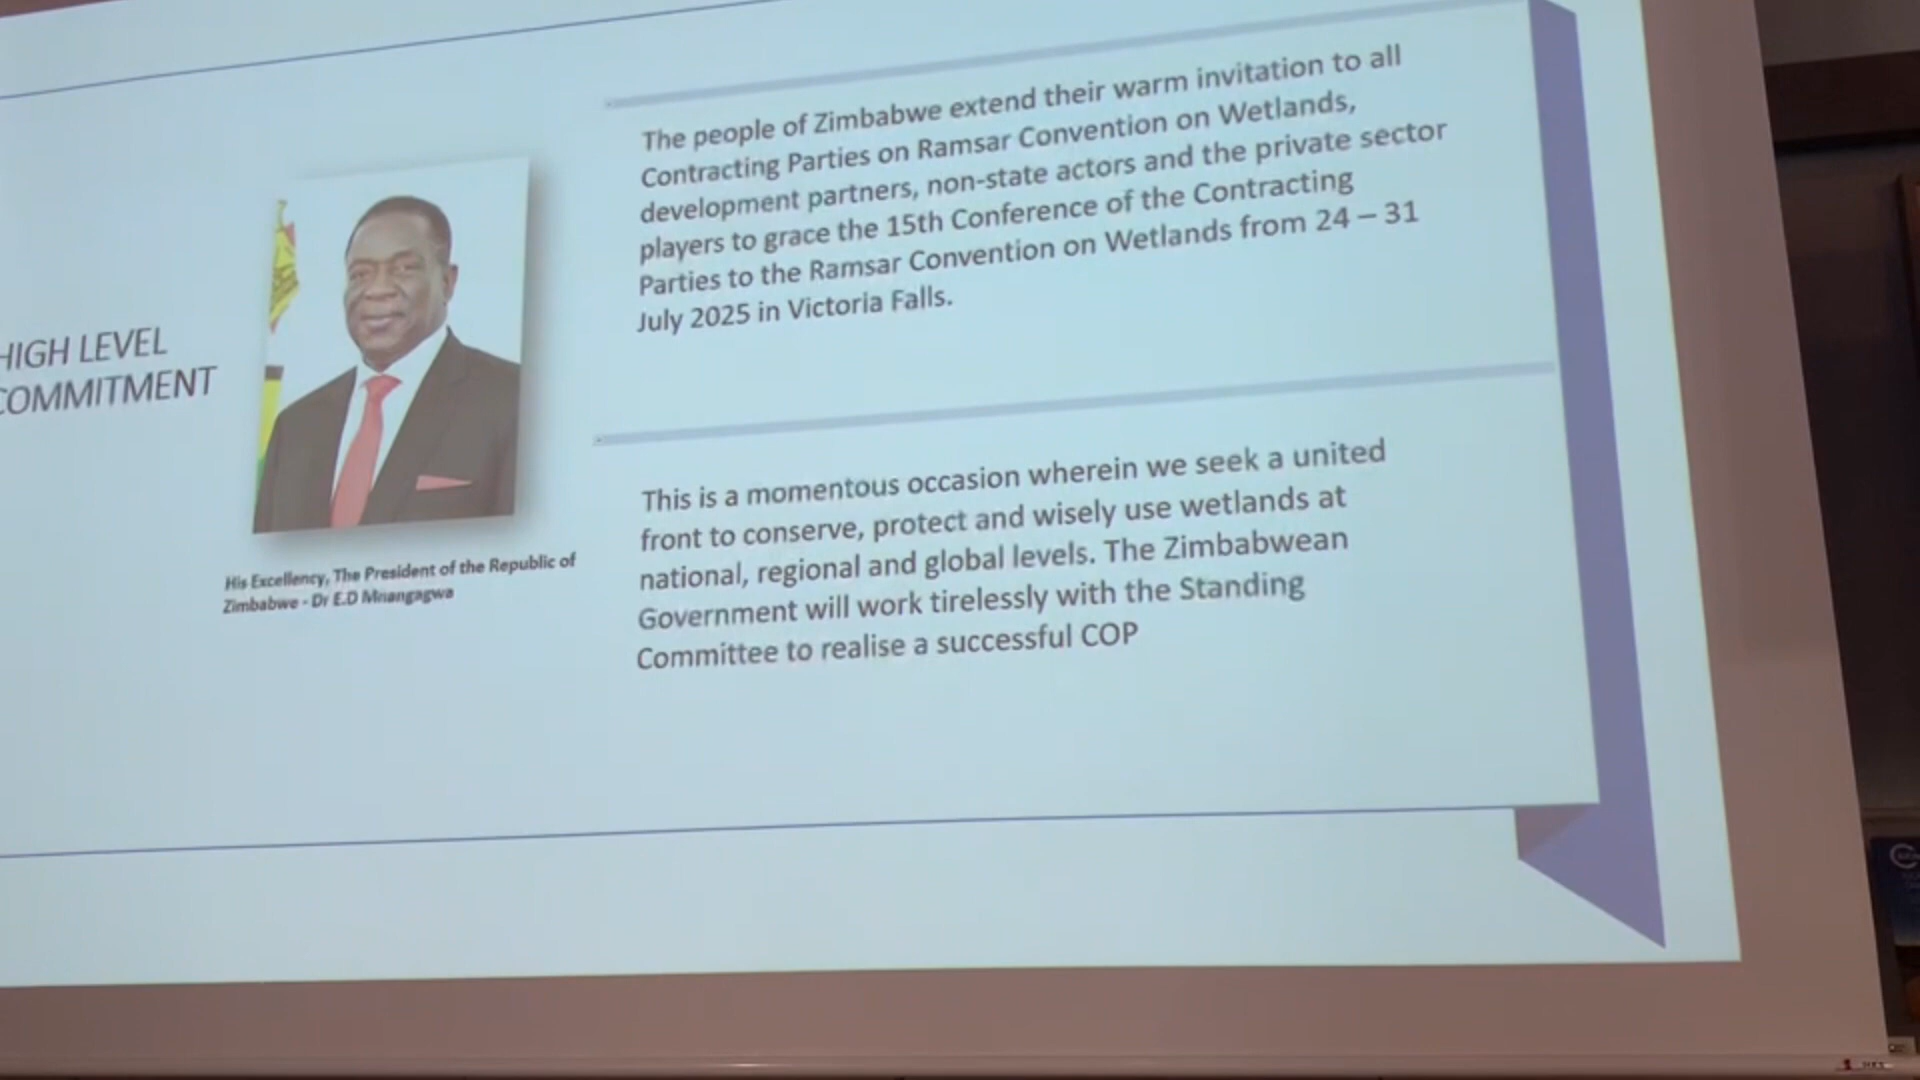 HIGH LEVEL
COMMITMENT
His Excellency, The President of the Republic of
Zimbabwe - Dr E.D Mnangagwa
The people of Zimbabwe extend their warm invitation to all
Contracting Parties on Ramsar Convention on Wetlands,
development partners, non-state actors and the private sector
players to grace the 15th Conference of the Contracting
Parties to the Ramsar Convention on Wetlands from 24 – 31
July 2025 in Victoria Falls.
This is a momentous occasion wherein we seek a united
front to conserve, protect and wisely use wetlands at
national, regional and global levels. The Zimbabwean
Government will work tirelessly with the Standing
Committee to realise a successful COP